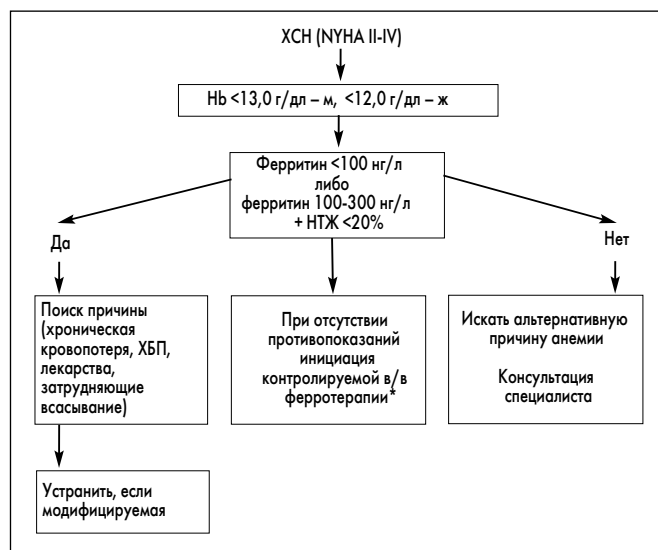 ХСН (NYHA II-IV)
Hb <13,0 г/дл – м, <12,0 г/дл – ж
Ферритин <100 нг/л
либо
ферритин 100-300 нг/л
+ НТЖ <20%
Да
Нет
Поиск причины
(хроническая
кровопотеря, ХБП,
лекарства,
затрудняющие
всасывание)
При отсутствии
противопоказаний
инициация
контролируемой в/в
ферротерапии*
Искать альтернативную
причину анемии
Консультация
специалиста
Устранить, если
модифицируемая